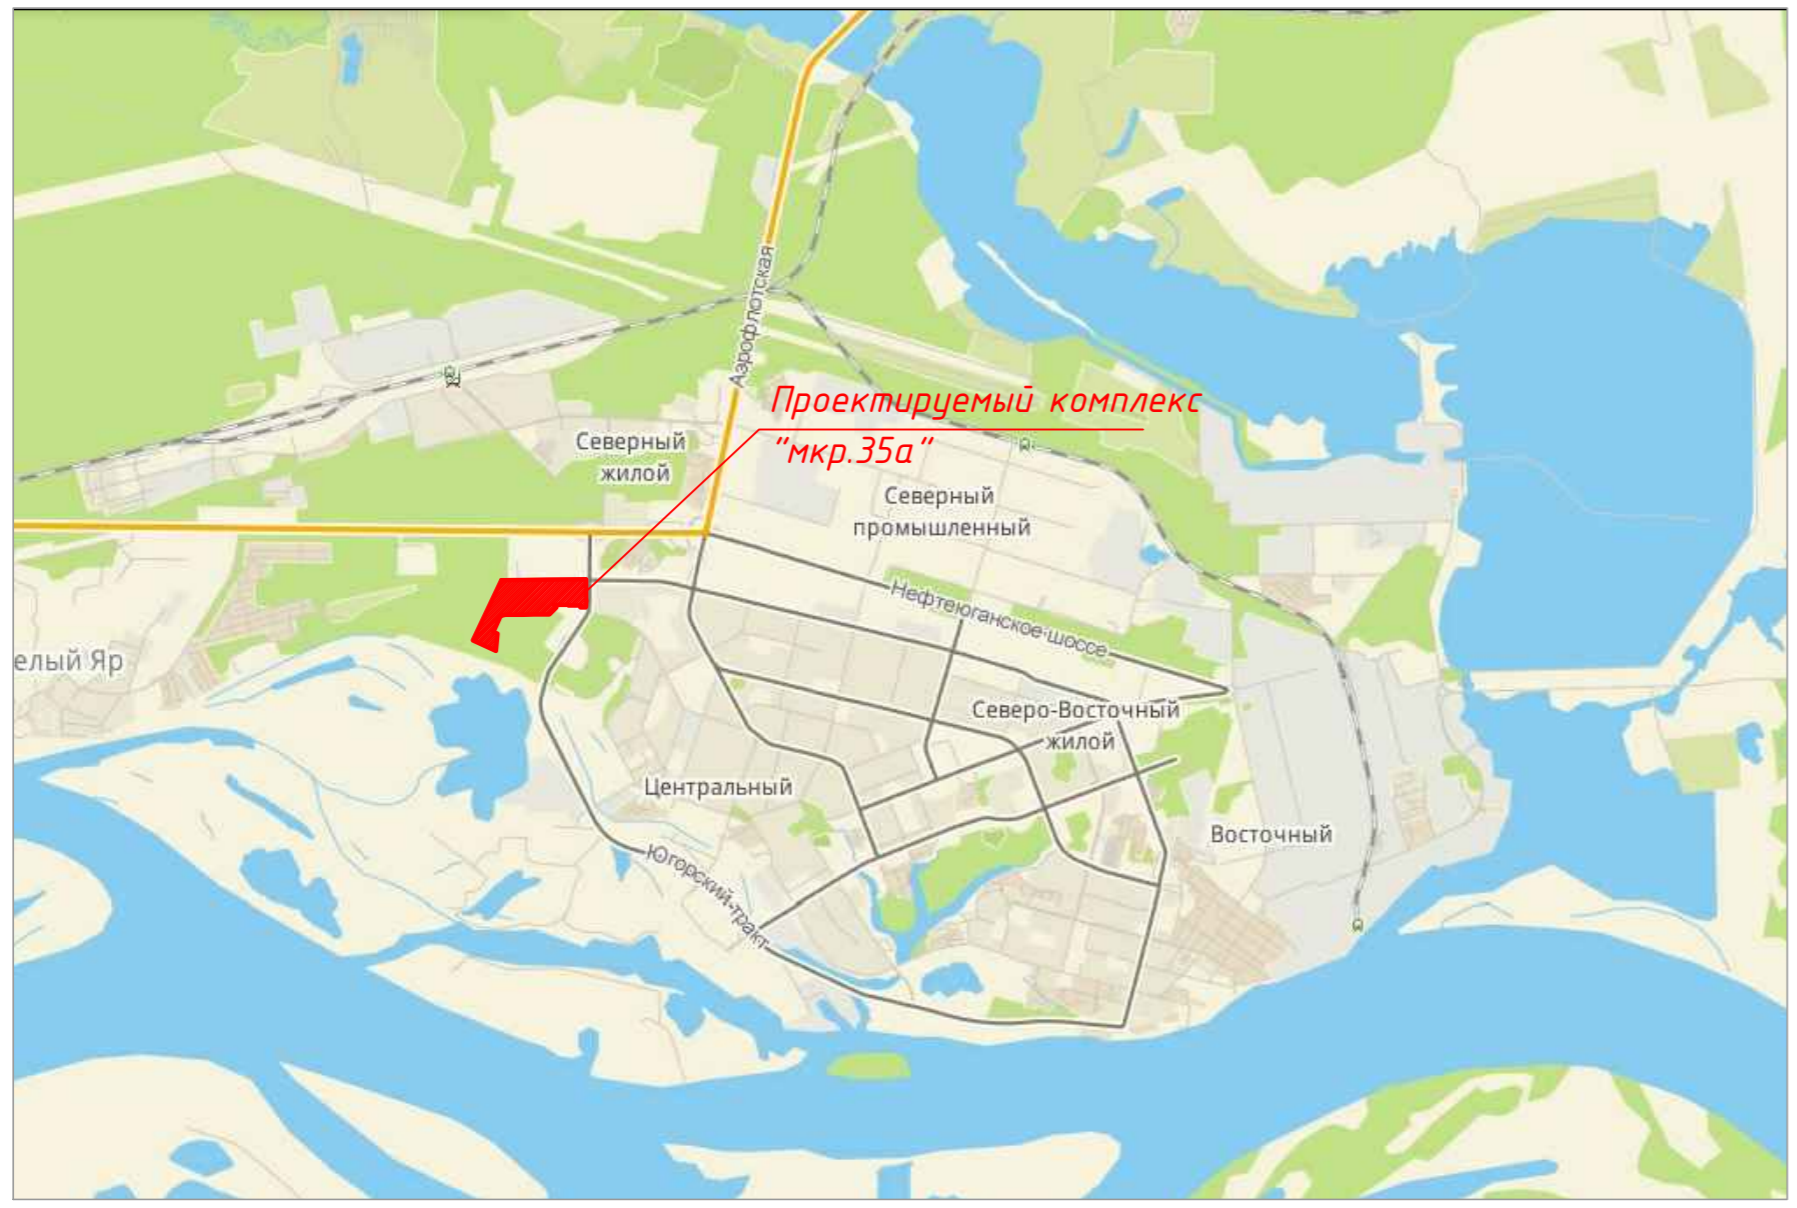 Аэрофлотская
Проектируемый комплекс
"мкр.35а"
Северный
жилой
Северный
промышленный
Нефтеюганское шоссе
елый Яр
Северо-Восточный
жилой
Центральный
Восточный
Югорский тракт